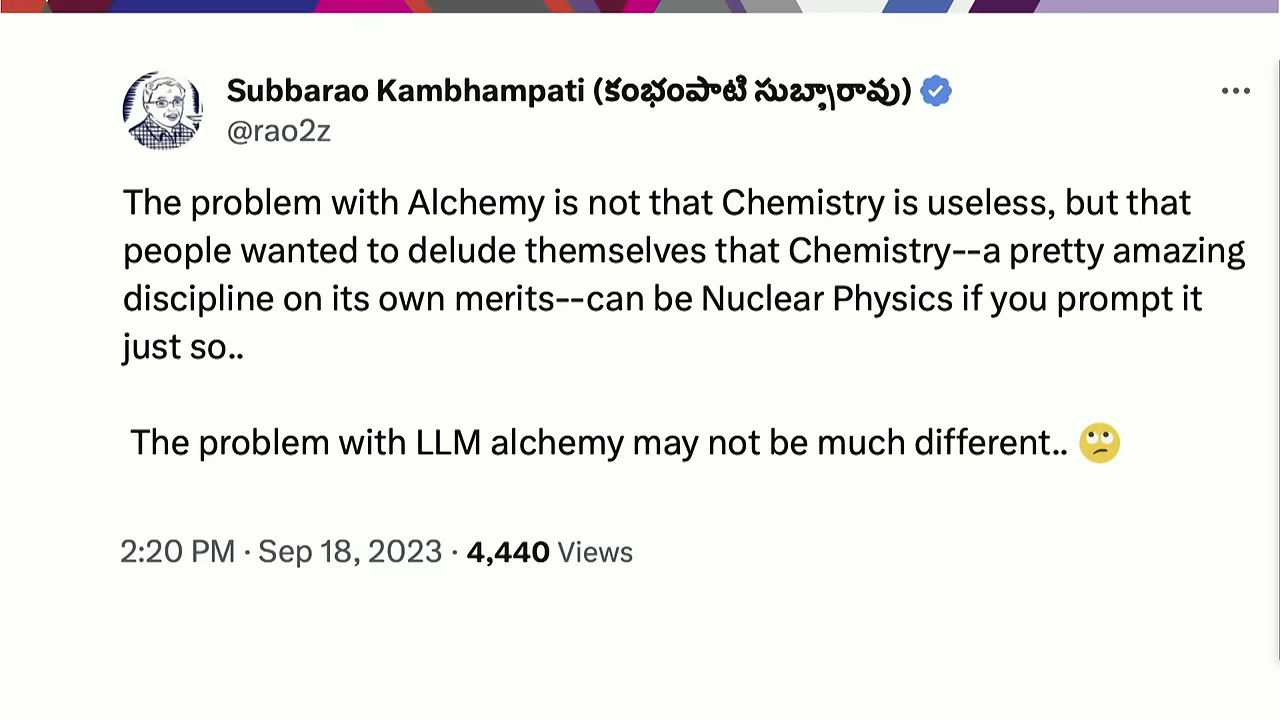 Subbarao Kambhampati (కంభంపాటి సుబ్బారావు)
@rao2z
The problem with Alchemy is not that Chemistry is useless, but that
people wanted to delude themselves that Chemistry--a pretty amazing
discipline on its own merits--can be Nuclear Physics if you prompt it
just so..
The problem with LLM alchemy may not be much different.. 🙄
2:20 PM · Sep 18, 2023 · 4,440 Views